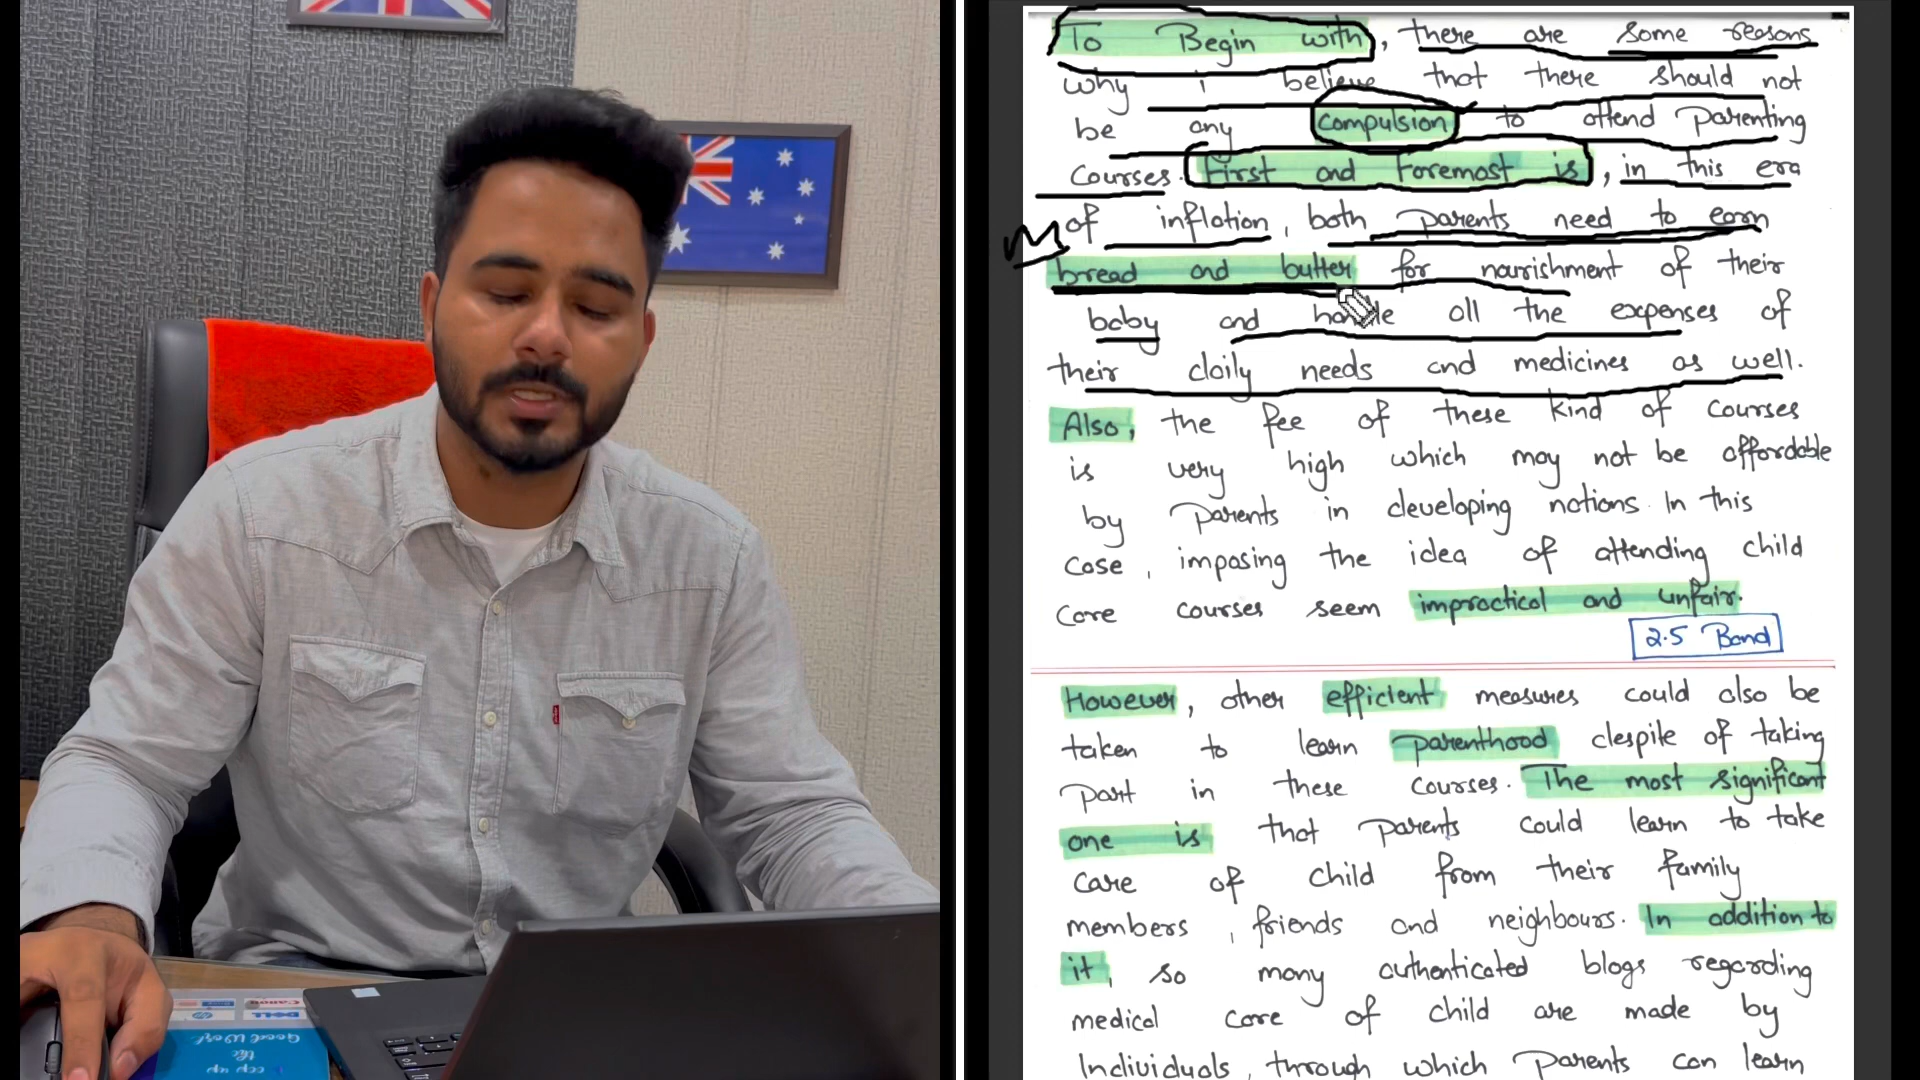 To Begin with, there are some reasons
why i believe that there should not
be any compulsion to attend Parenting
Courses. First and Foremost is, in this era
of inflation, both parents need to earn
bread and butter for nourishment of their
baby and handle all the expenses of
their daily needs and medicines as well.
Also, the fee of these kind of courses
is very high which may not be affordable
by Parents in developing nations. In this
case, imposing the idea of attending child
care courses seem impractical and unfair.
2.5 Band
However, other efficient measures could also be
taken to learn parenthood despite of taking
part in these courses. The most significant
one is that Parents could learn to take
care of child from their family
members, friends and neighbours. In addition to
it, so many authenticated blogs regarding
medical care of child are made by
Individuals, through which Parents can learn
Canon
DELL
hp
Good Work